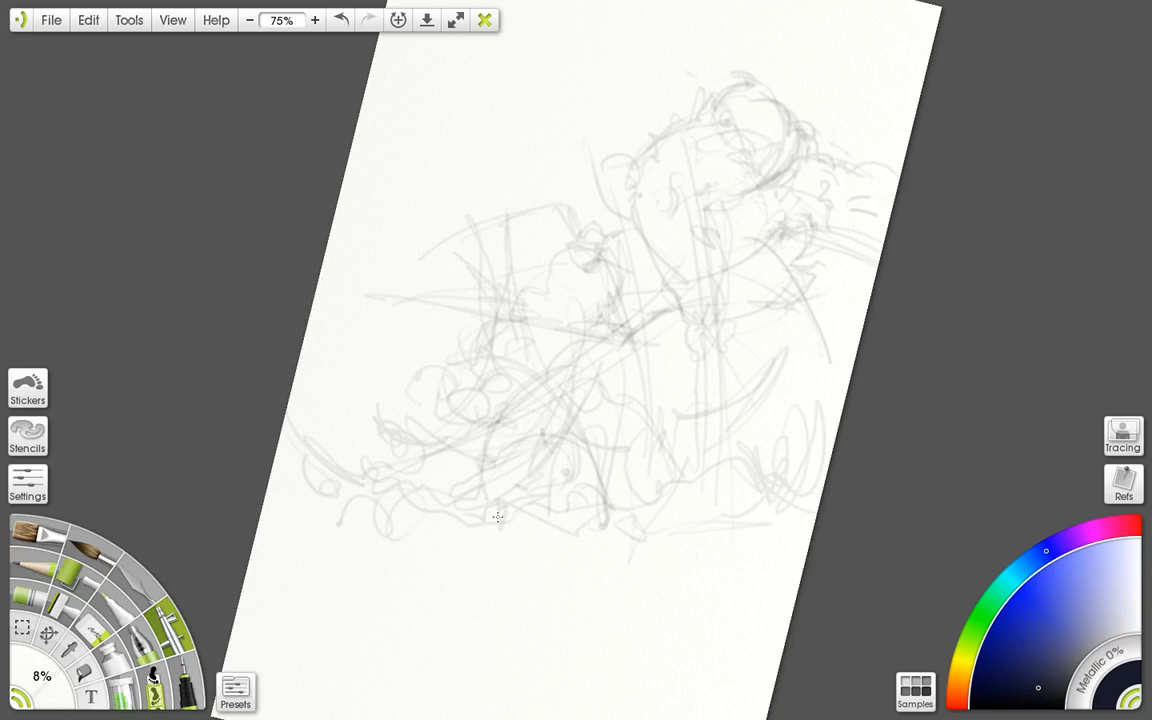 File Edit Tools View Help − 75% +
Stickers
Stencils
Settings
Tracing
Refs
8%
T
Presets
Samples
Metallic 0%